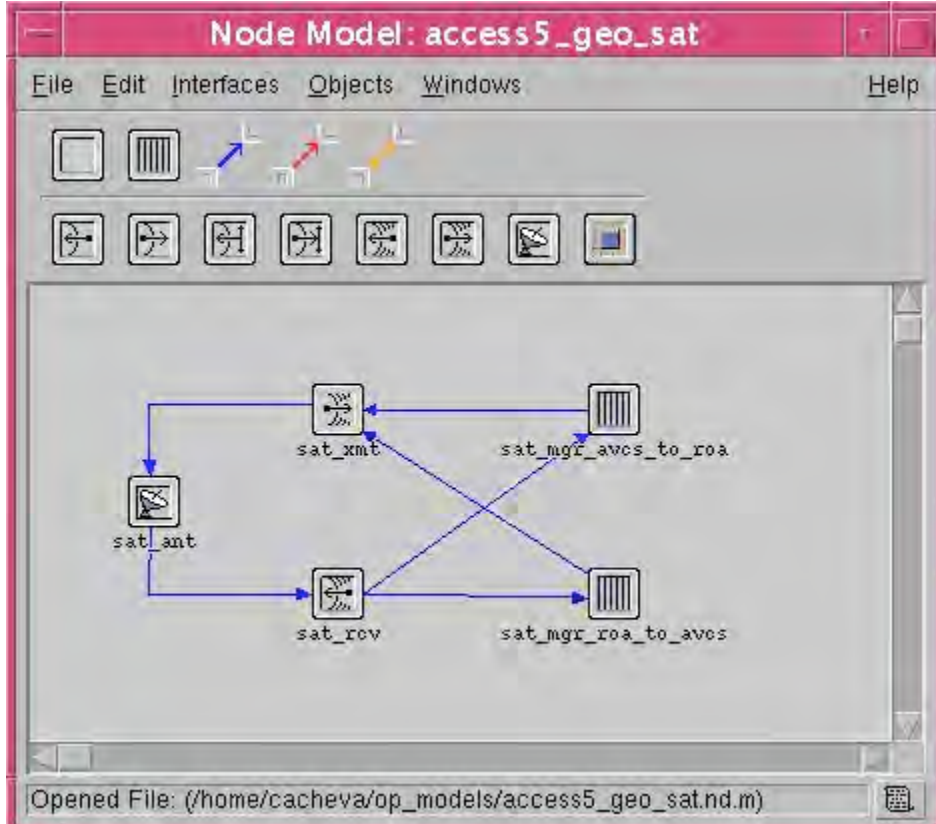 Node Model: access5_geo_sat
File Edit Interfaces Objects Windows Help
sat_xmt
sat_mgr_avcs_to_roa
sat_ant
sat_rcv
sat_mgr_roa_to_avcs
Opened File: (/home/cacheva/op_models/access5_geo_sat.nd.m)